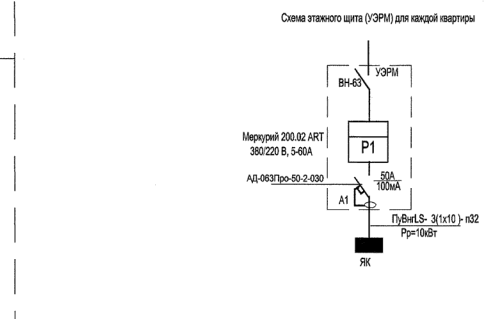 Схема этажного щита (УЭРМ) для каждой квартиры
УЭРМ
ВН-63
Меркурий 200.02 ART
380/220 В, 5-60А
Р1
АД-063Про-50-2-030
50А
100мА
А1
ПуВнгLS- 3(1х10 )- п32
Рр=10кВт
ЯК